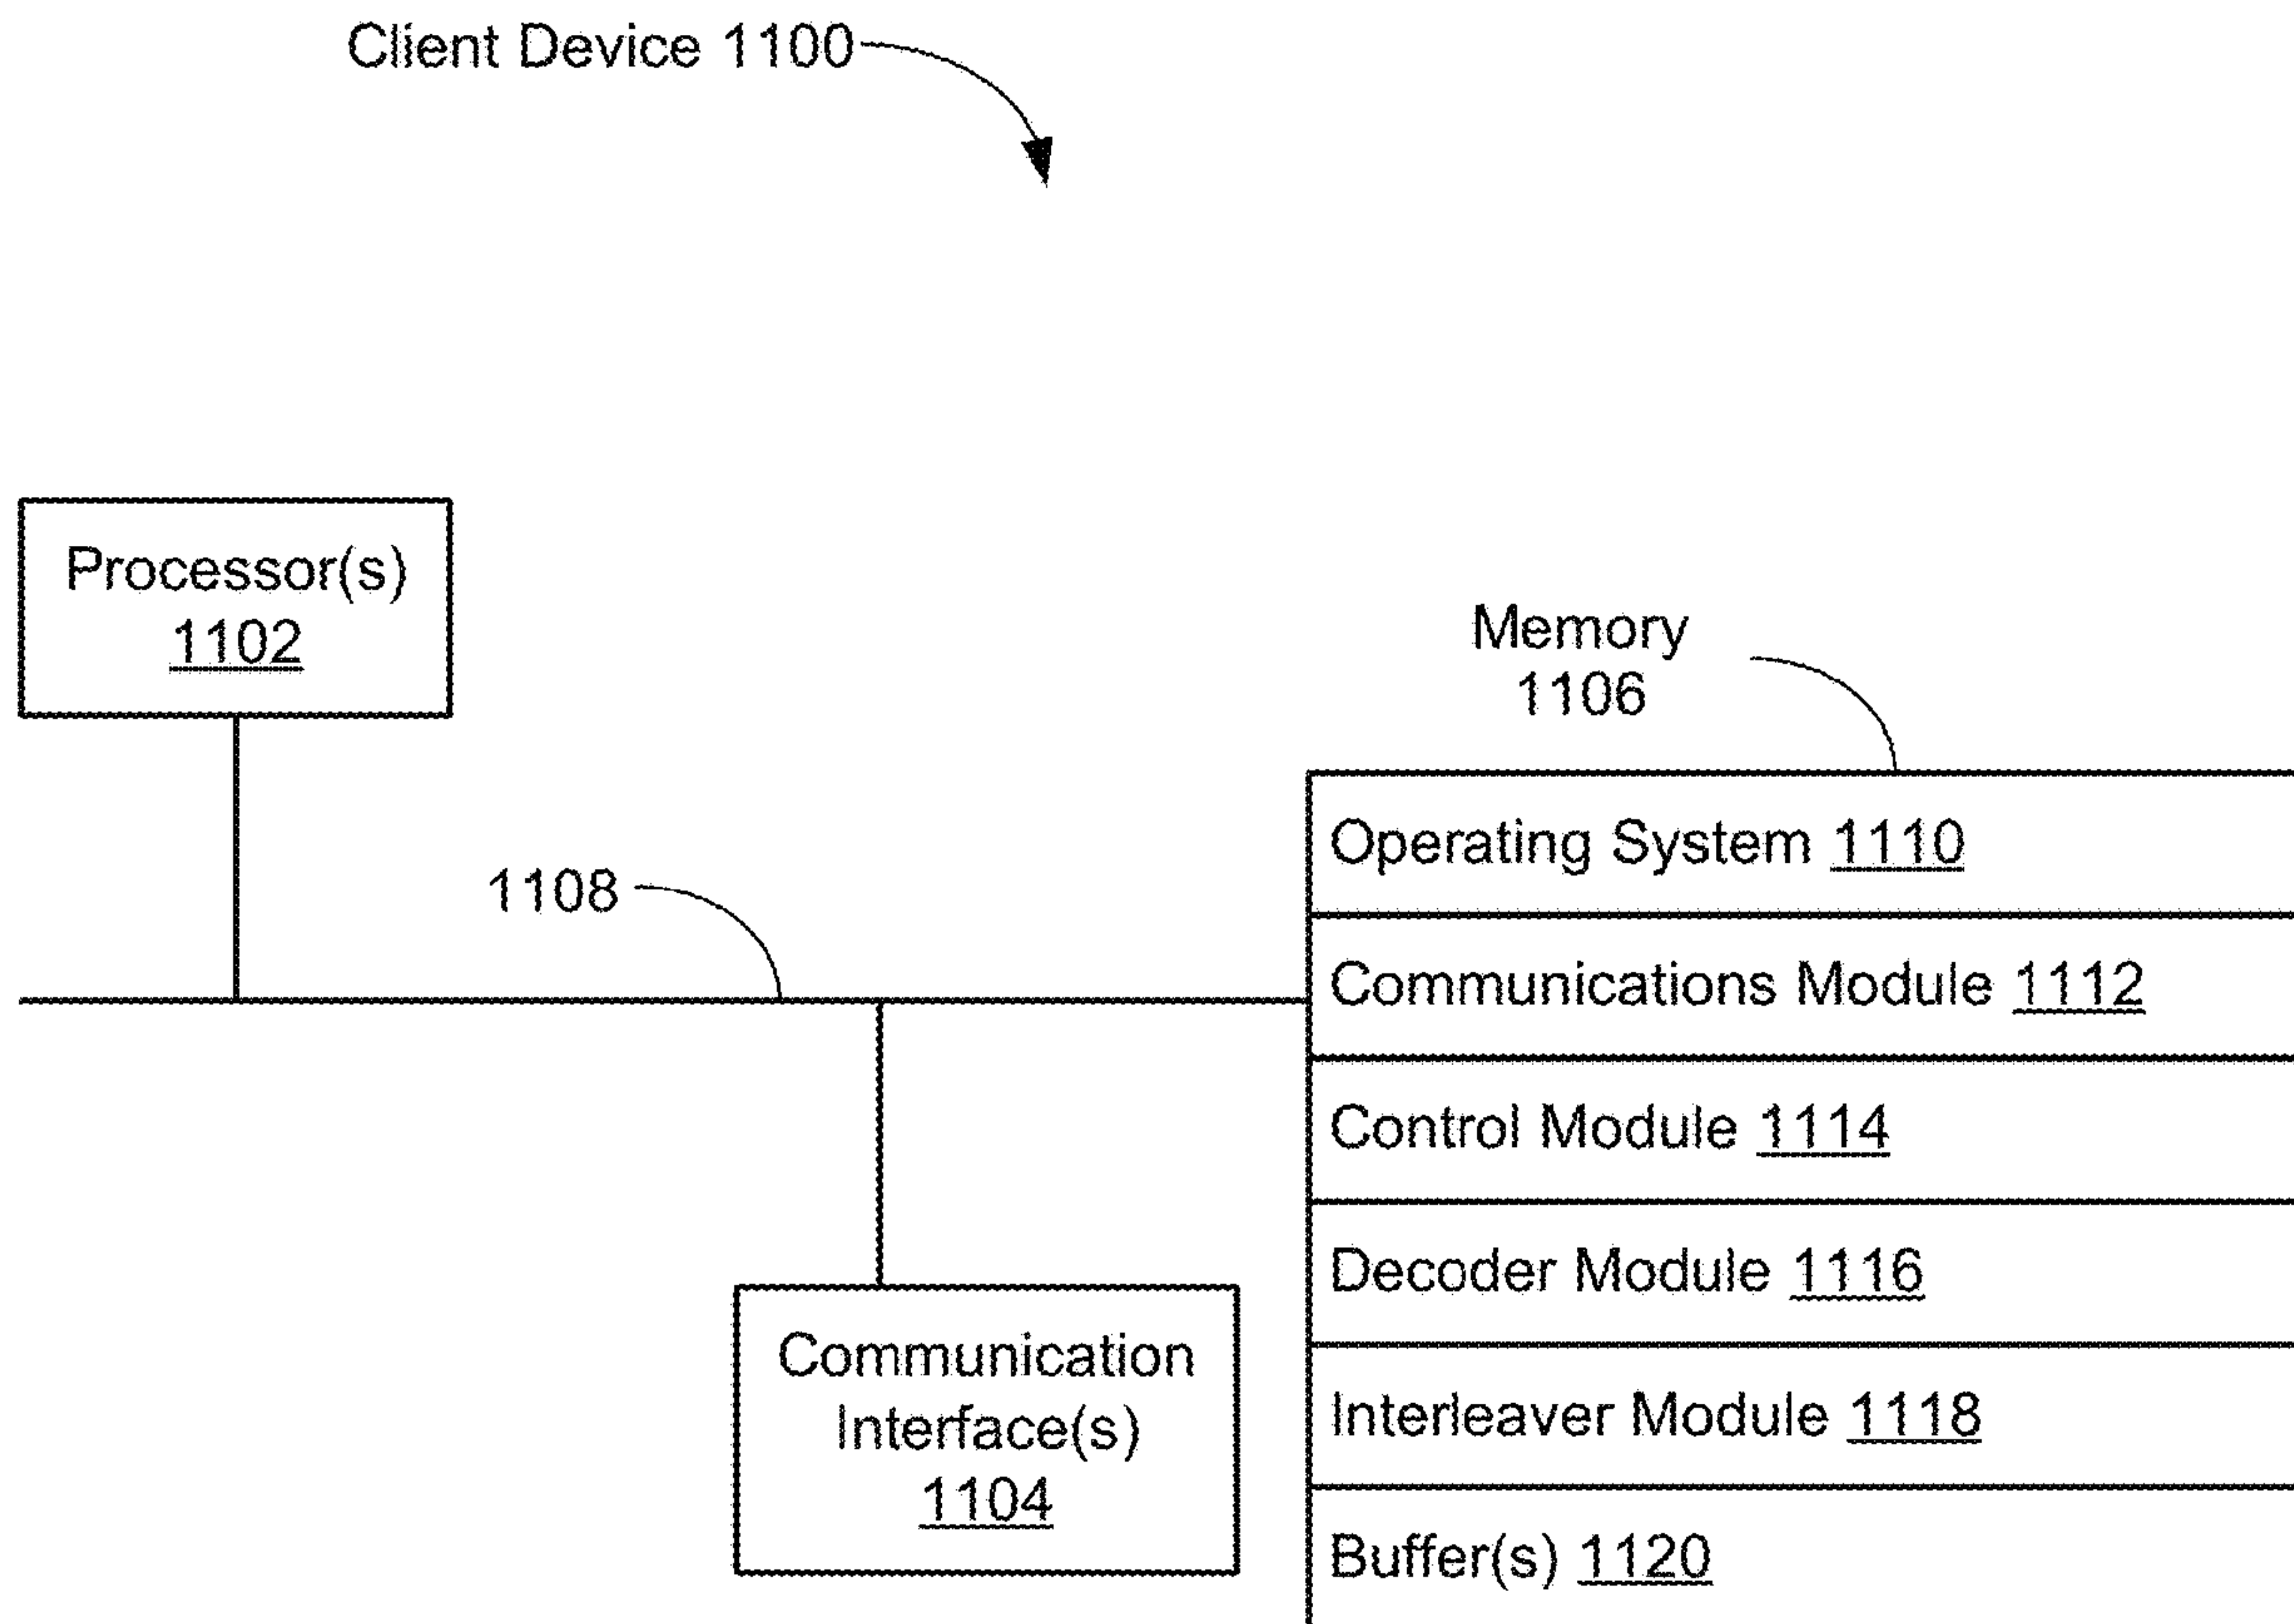 Client Device 1100
Processor(s)
1102
Memory
1106
1108
Operating System 1110
Communications Module 1112
Control Module 1114
Decoder Module 1116
Interleaver Module 1118
Buffer(s) 1120
Communication
Interface(s)
1104